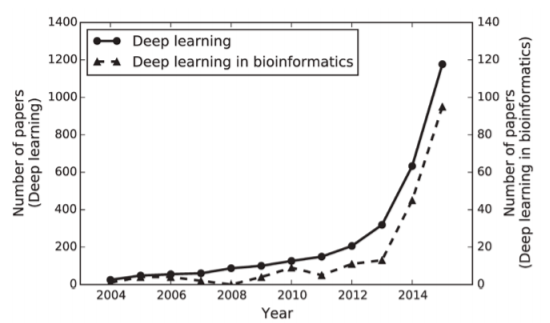 1400
1200
1000
800
600
400
200
0
Number of papers
(Deep learning)
Deep learning
Deep learning in bioinformatics
140
120
100
80
60
40
20
0
Number of papers
(Deep learning in bioinformatics)
2004 2006 2008 2010 2012 2014
Year